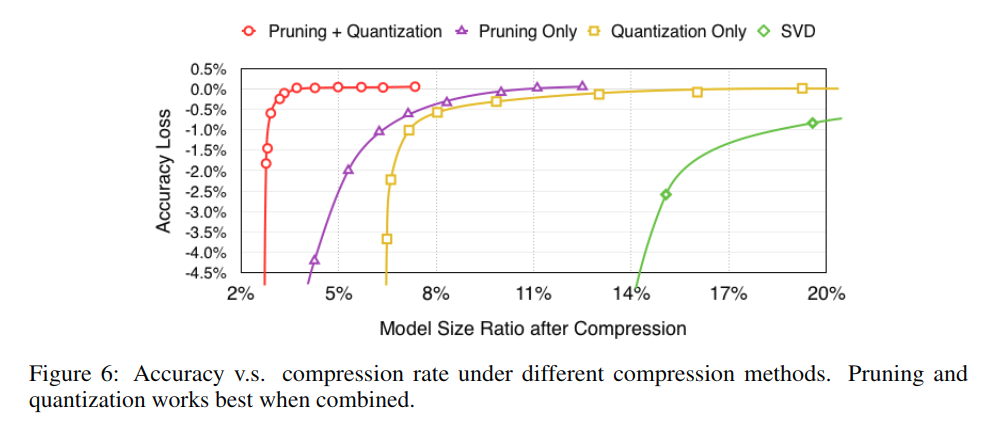 Pruning + Quantization Pruning Only Quantization Only SVD
0.5%
0.0%
-0.5%
-1.0%
-1.5%
-2.0%
-2.5%
-3.0%
-3.5%
-4.0%
-4.5%
Accuracy Loss
2% 5% 8% 11% 14% 17% 20%
Model Size Ratio after Compression
Figure 6: Accuracy v.s. compression rate under different compression methods. Pruning and
quantization works best when combined.